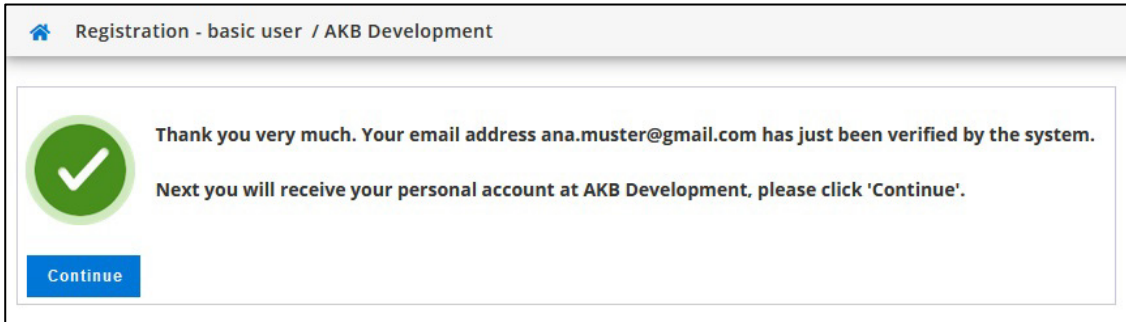 Registration - basic user / AKB Development
Thank you very much. Your email address ana.muster@gmail.com has just been verified by the system.
Next you will receive your personal account at AKB Development, please click 'Continue'.
Continue